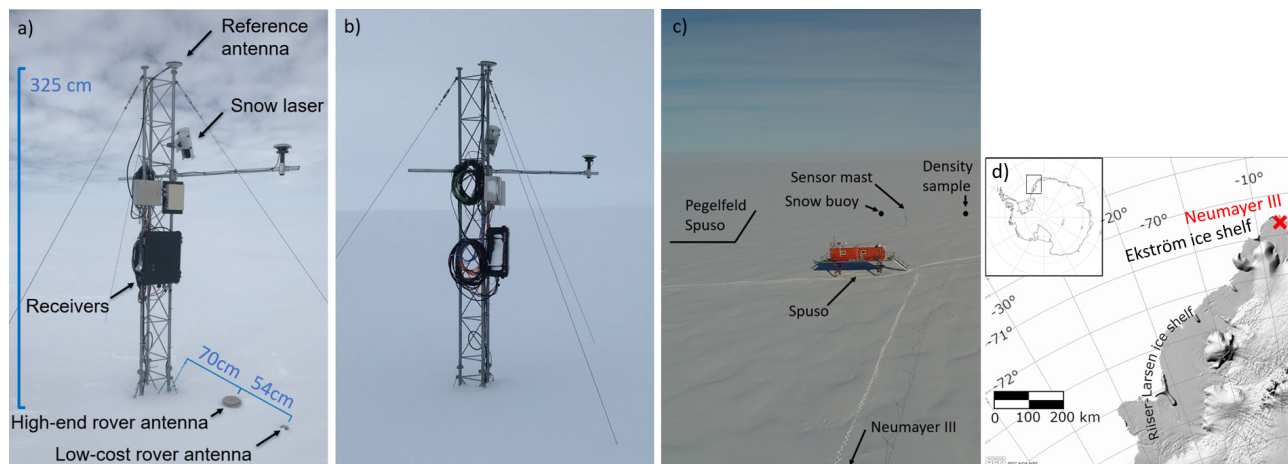 a)
Reference
antenna
325 cm
Snow laser
Receivers
70cm
54cm
High-end rover antenna
Low-cost rover antenna
b)
c)
Pegelfeld
Spuso
Sensor mast
Snow buoy
Density
sample
Spuso
Neumayer III
d)
-10°
-20°
-70°
Neumayer III
Ekström ice shelf
-30°
-71°
-72°
Riiser-Larsen ice shelf
0 100 200 km